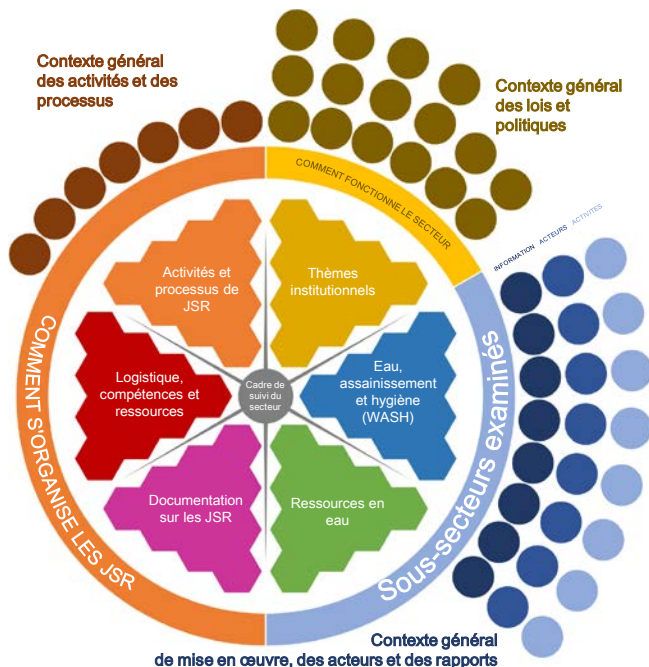 Contexte général
des activités et des
processus
Contexte général
des lois et
politiques
COMMENT FONCTIONNE LE SECTEUR
INFORMATION ACTEURS ACTIVITÉS
Activités et
processus de
JSR
Thèmes
institutionnels
Logistique,
compétences et
ressources
Cadre de
suivi du
secteur
Eau,
assainissement
et hygiène
(WASH)
Documentation
sur les JSR
Ressources en
eau
COMMENT S'ORGANISE LES JSR
Sous-secteurs examinés
Contexte général
de mise en œuvre, des acteurs et des rapports